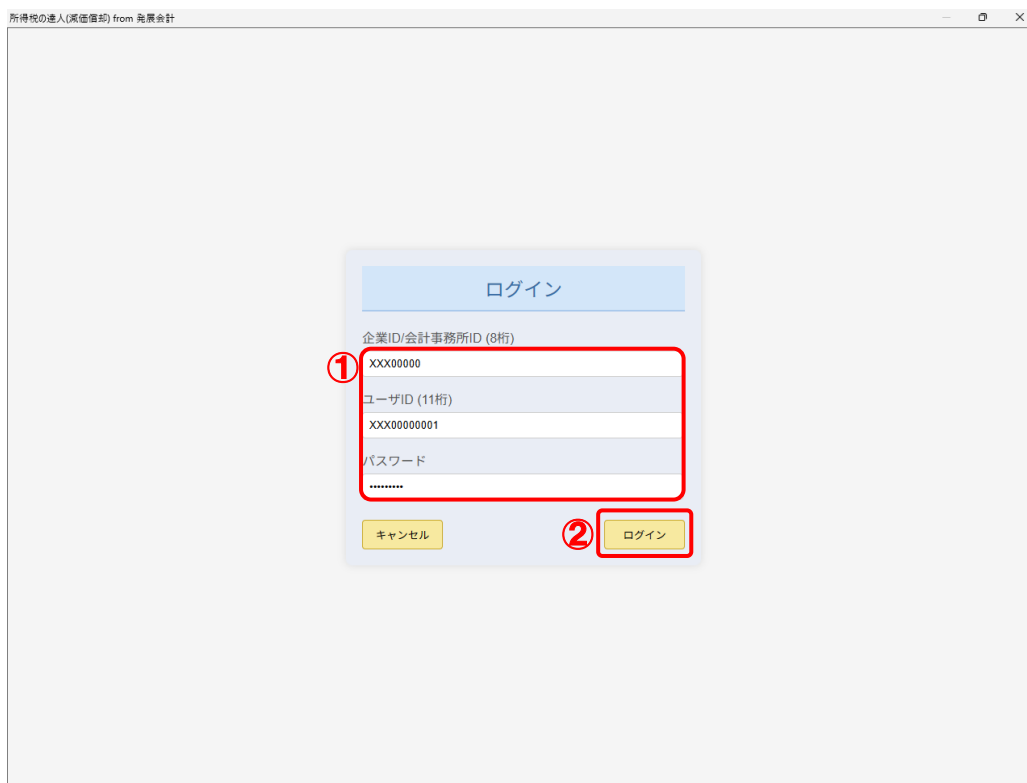 所得税の達人(減価償却) from 発展会計
ログイン
企業ID/会計事務所ID (8桁)
①
XXX00000
ユーザID (11桁)
XXX00000001
パスワード
•••••••••
キャンセル
②
ログイン